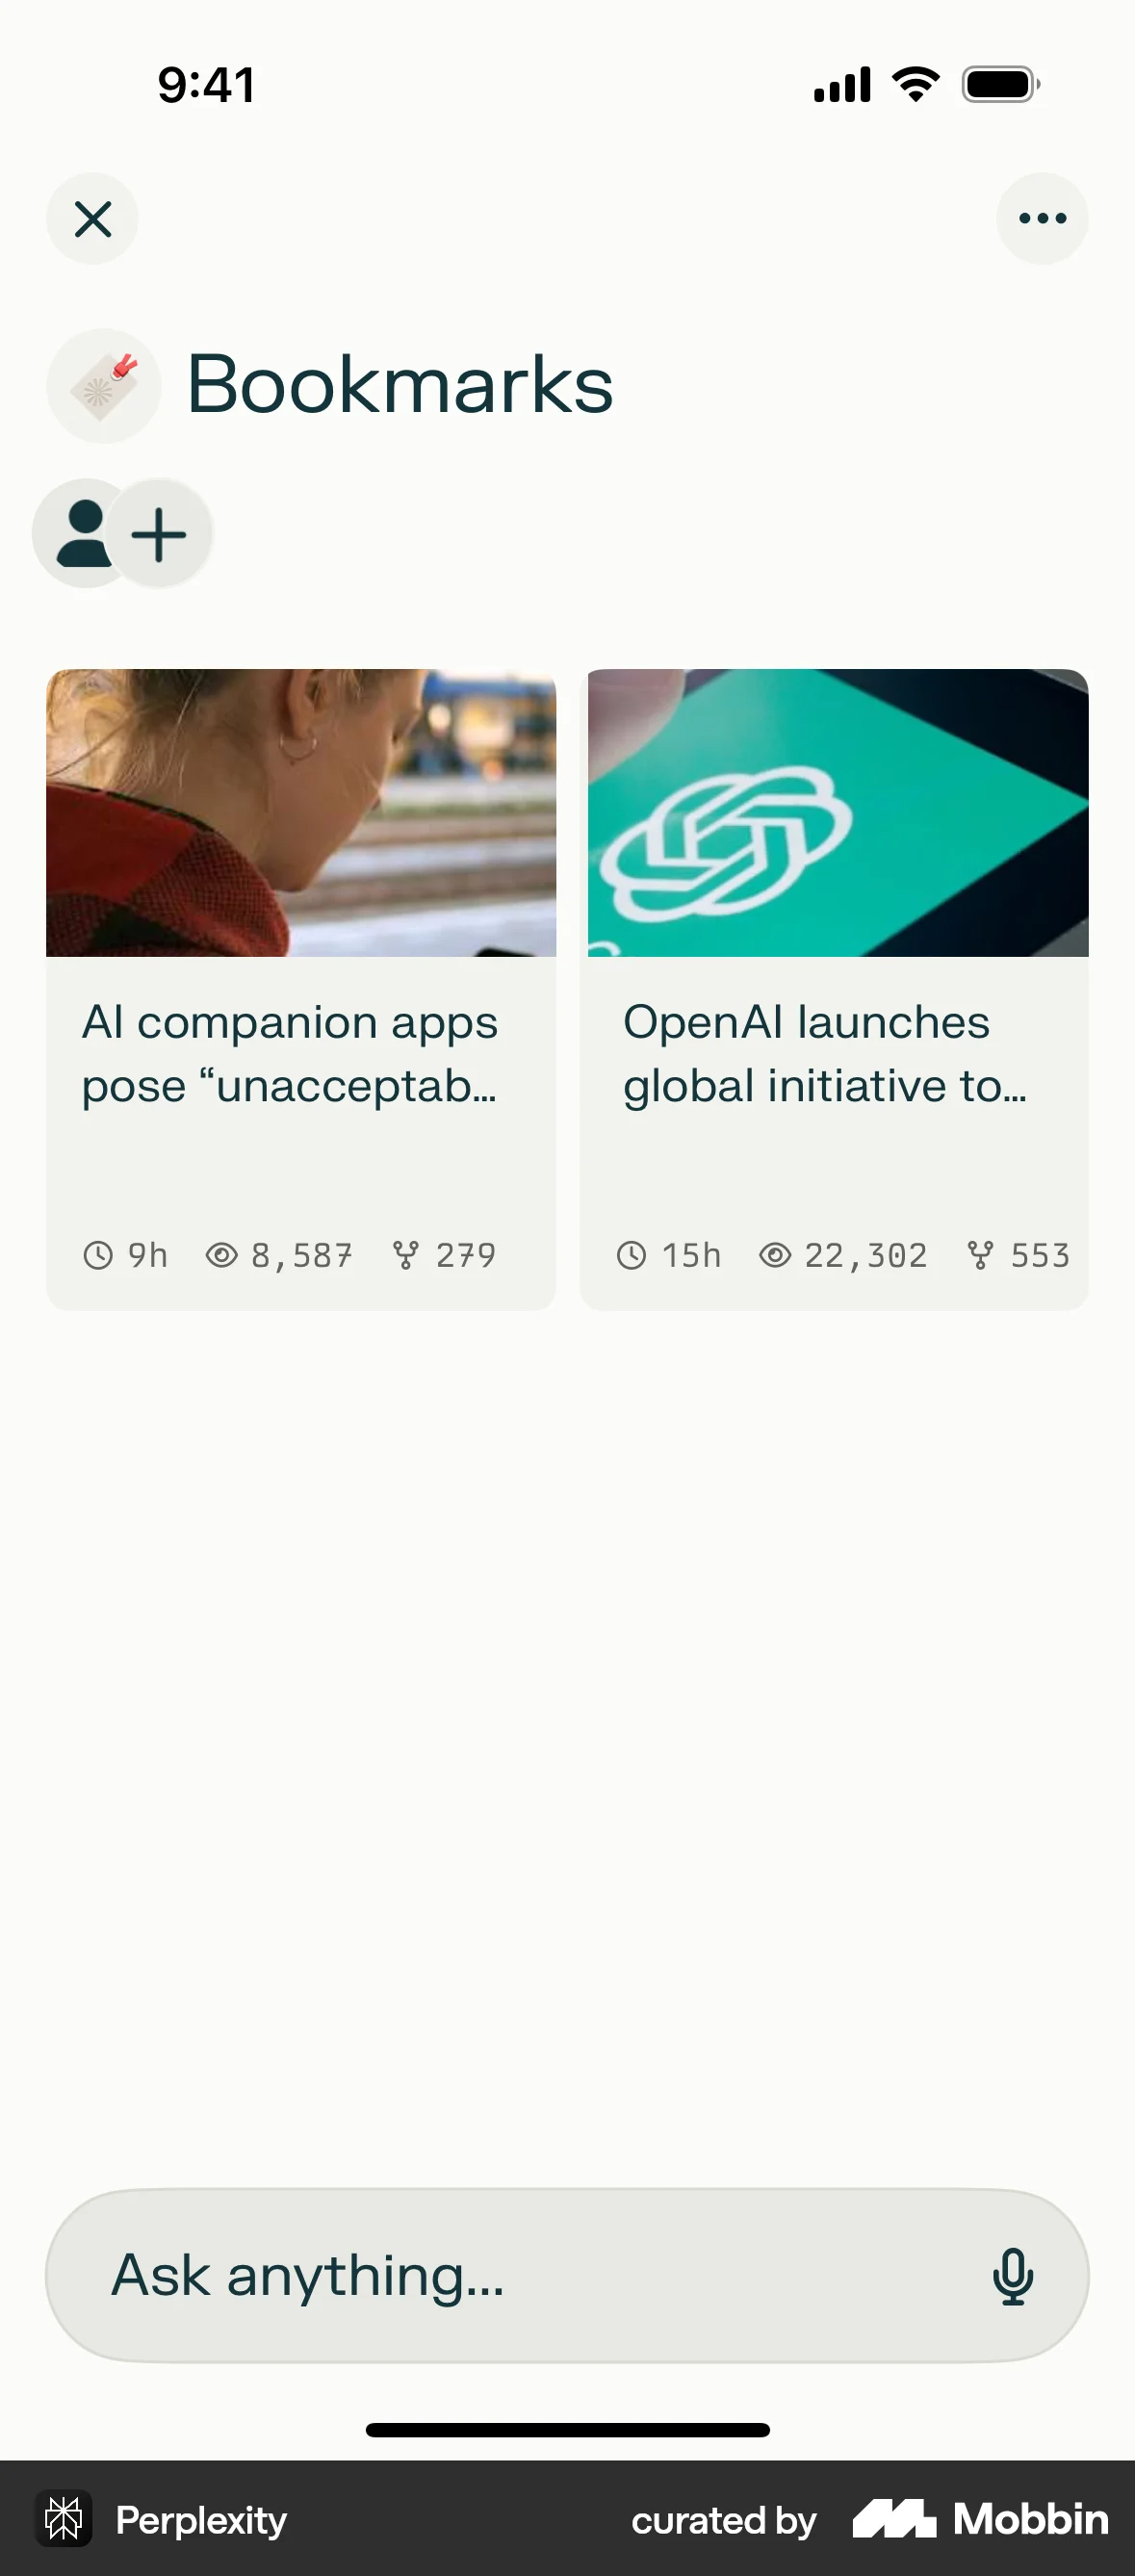 9:41
Bookmarks
AI companion apps
pose “unacceptab...
9h 8,587 279
OpenAI launches
global initiative to...
15h 22,302 553
Ask anything...
Perplexity
curated by Mobbin